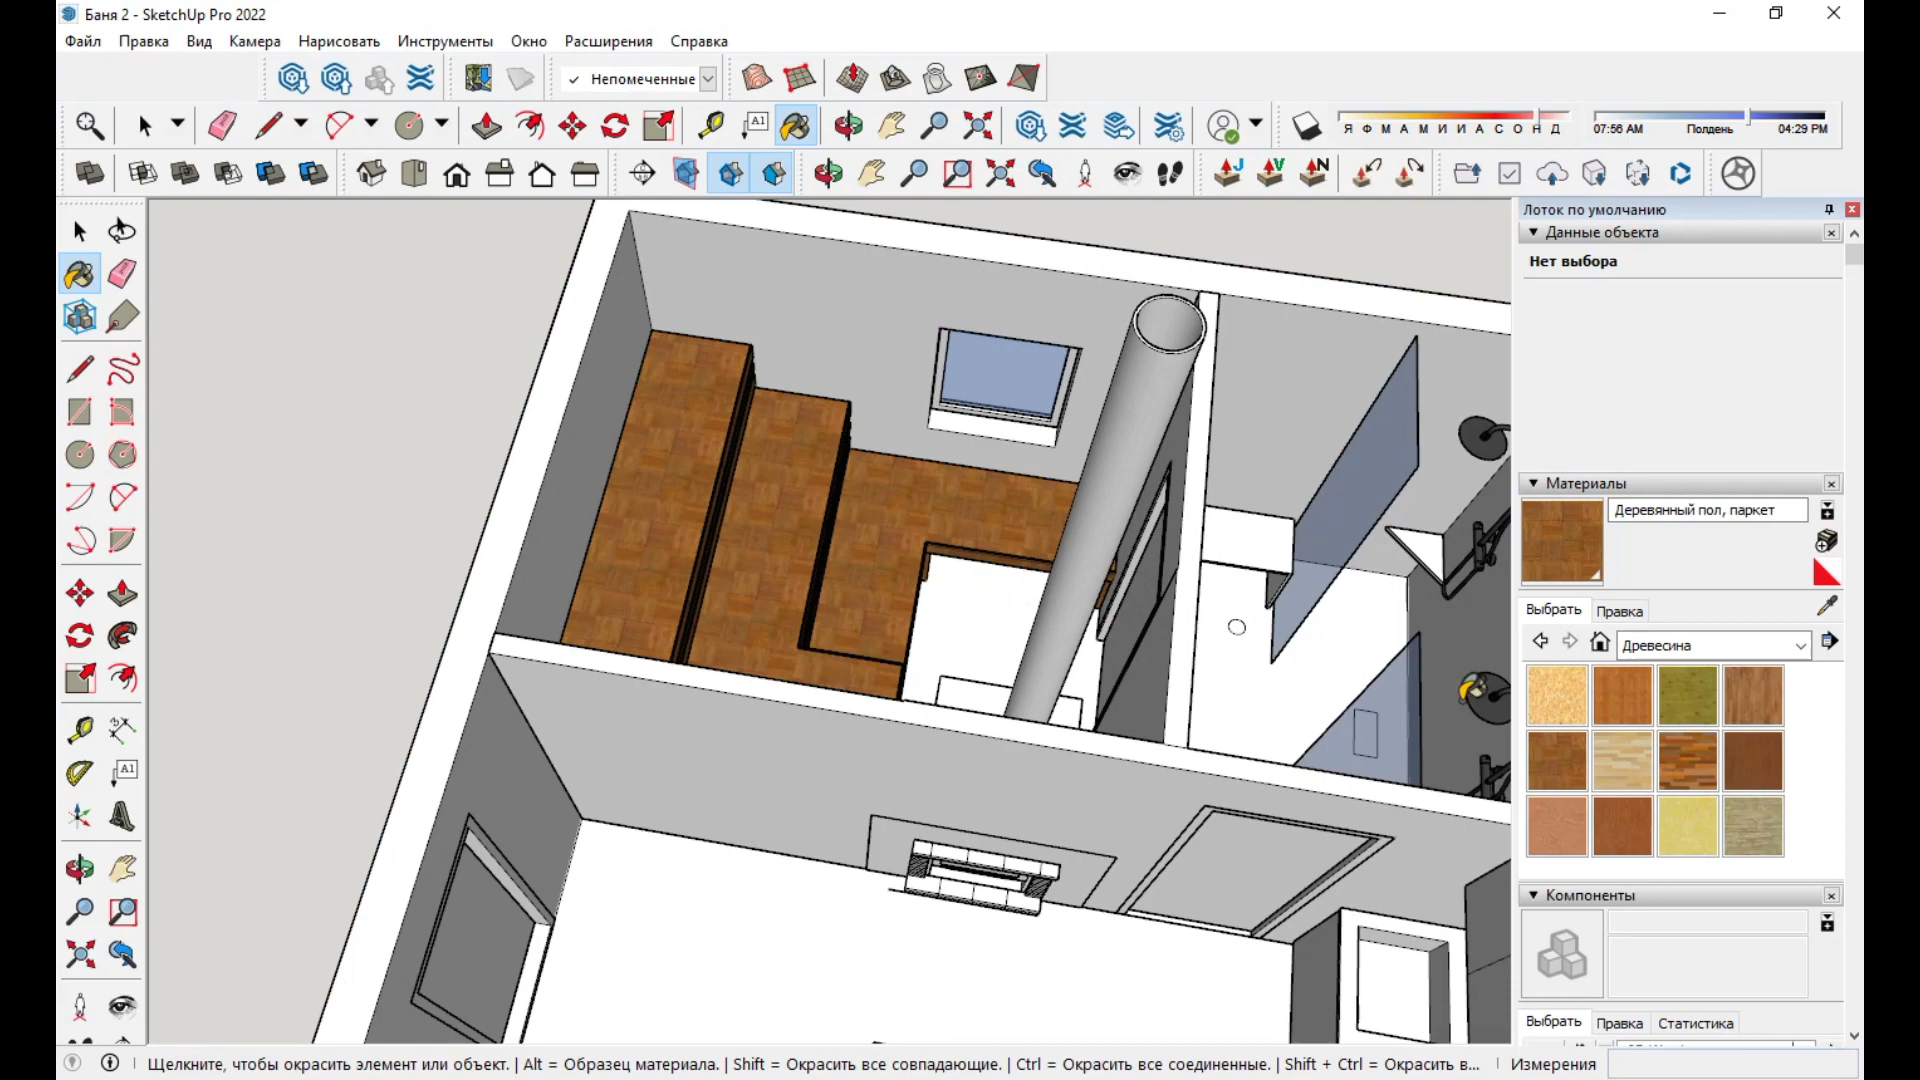 Баня 2 - SketchUp Pro 2022
Файл Правка Вид Камера Нарисовать Инструменты Окно Расширения Справка
Непомеченные
A1
Я Ф М А М И И А С О Н Д
07:56 AM Полдень 04:29 PM
J V N
Лоток по умолчанию
Данные объекта
Нет выбора
Материалы
Деревянный пол, паркет
Выбрать Правка
Древесина
A1
Компоненты
Выбрать Правка Статистика
Щелкните, чтобы окрасить элемент или объект. | Alt = Образец материала. | Shift = Окрасить все совпадающие. | Ctrl = Окрасить все соединенные. | Shift + Ctrl = Окрасить в... Измерения